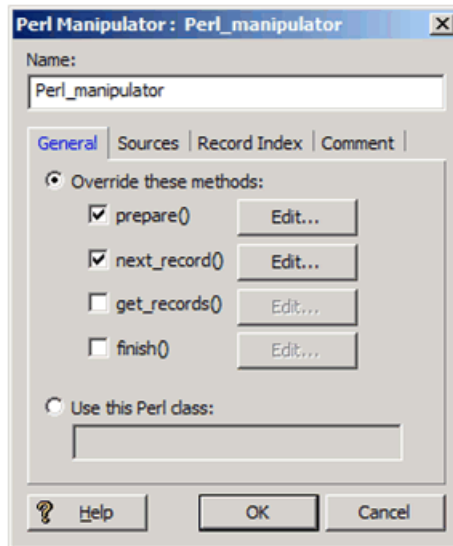 Perl Manipulator : Perl_manipulator
Name:
Perl_manipulator
General Sources Record Index Comment
Override these methods:
prepare() Edit...
next_record() Edit...
get_records() Edit...
finish() Edit...
Use this Perl class:
? Help OK Cancel